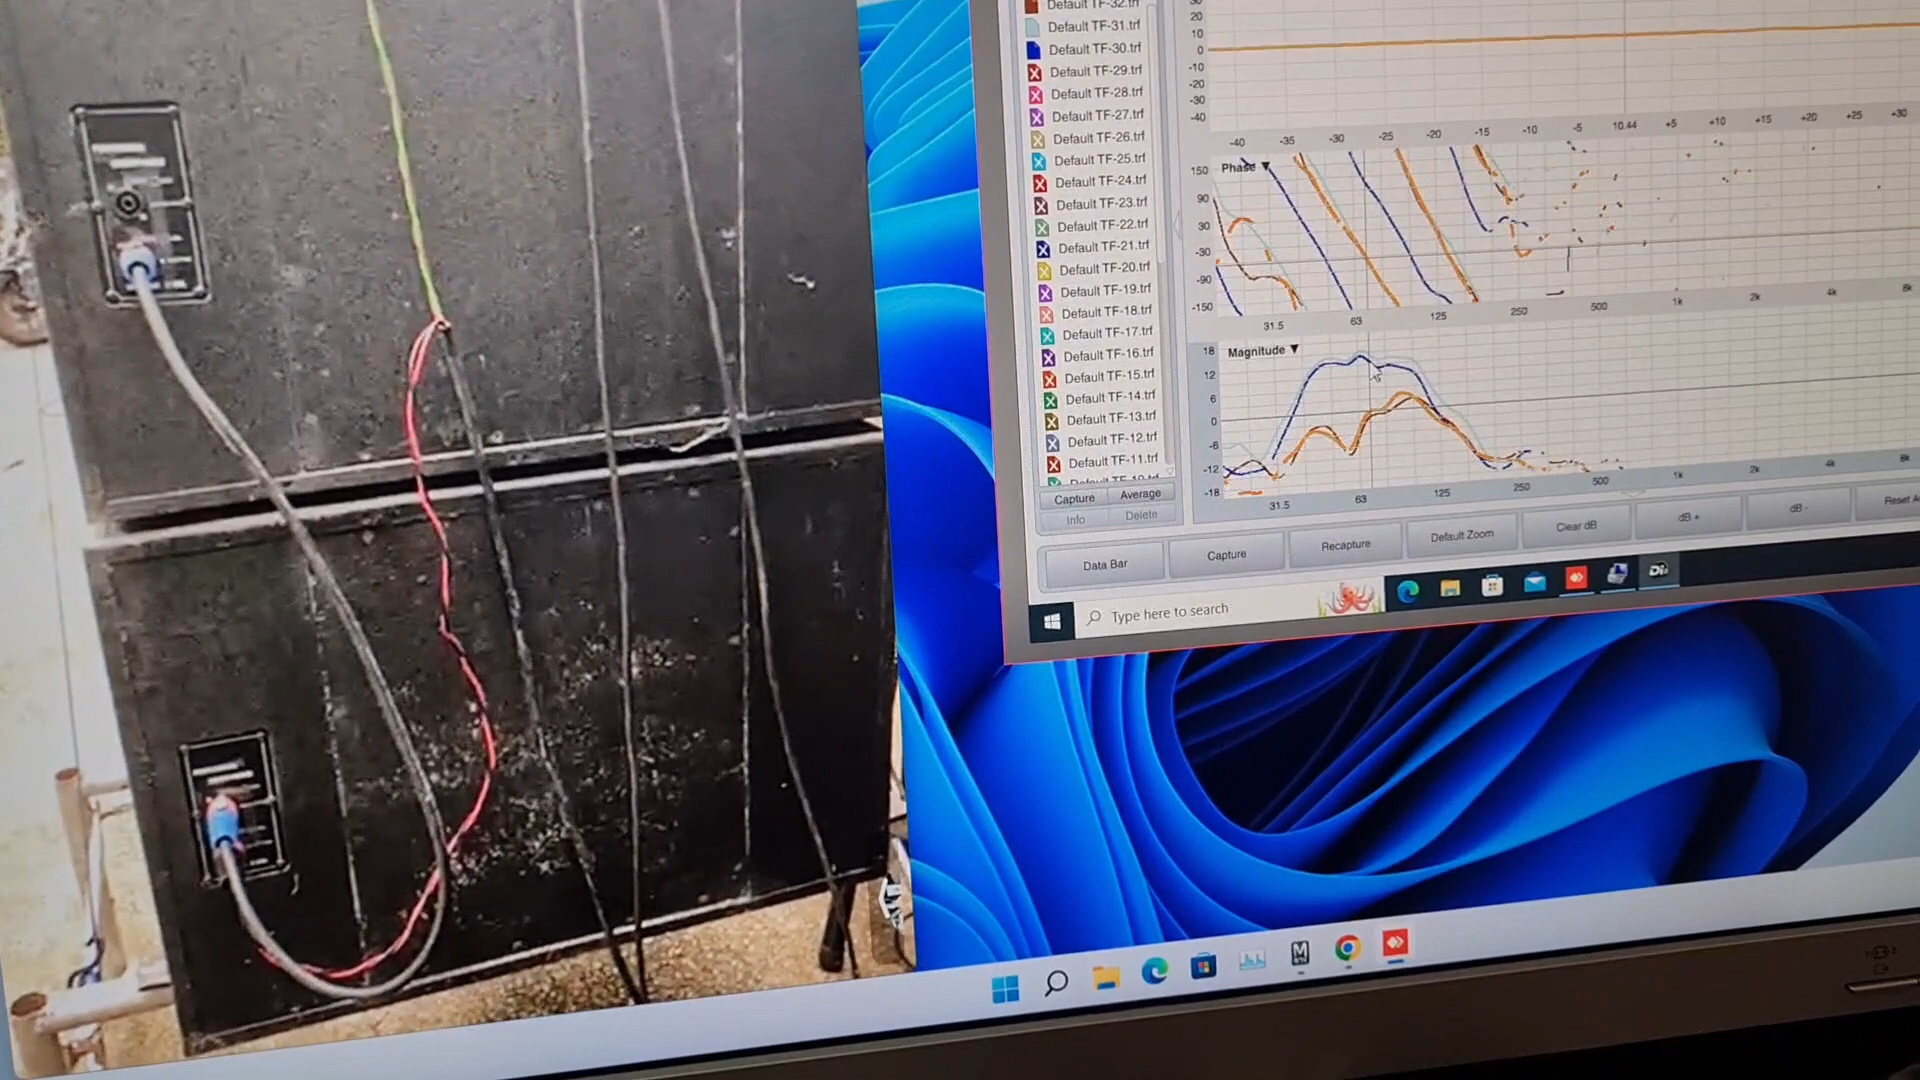 Default TF-32.trf
Default TF-31.trf
Default TF-30.trf
Default TF-29.trf
Default TF-28.trf
Default TF-27.trf
Default TF-26.trf
Default TF-25.trf
Default TF-24.trf
Default TF-23.trf
Default TF-22.trf
Default TF-21.trf
Default TF-20.trf
Default TF-19.trf
Default TF-18.trf
Default TF-17.trf
Default TF-16.trf
Default TF-15.trf
Default TF-14.trf
Default TF-13.trf
Default TF-12.trf
Default TF-11.trf
Capture Average
Info Delete
20
10
0
-10
-20
-30
-40
-40 -35 -30 -25 -20 -15 -10 -5 10.44 +5 +10 +15 +20 +25 +30
Phase ▼
150
90
30
-30
-90
-150
31.5 63 125 250 500 1k 2k 4k 8k
Magnitude ▼
18
12
6
0
-6
-12
-18
31.5 63 125 250 500 1k 2k 4k 8k
Data Bar Capture Recapture Default Zoom Clear dB dB + dB - Reset
Type here to search